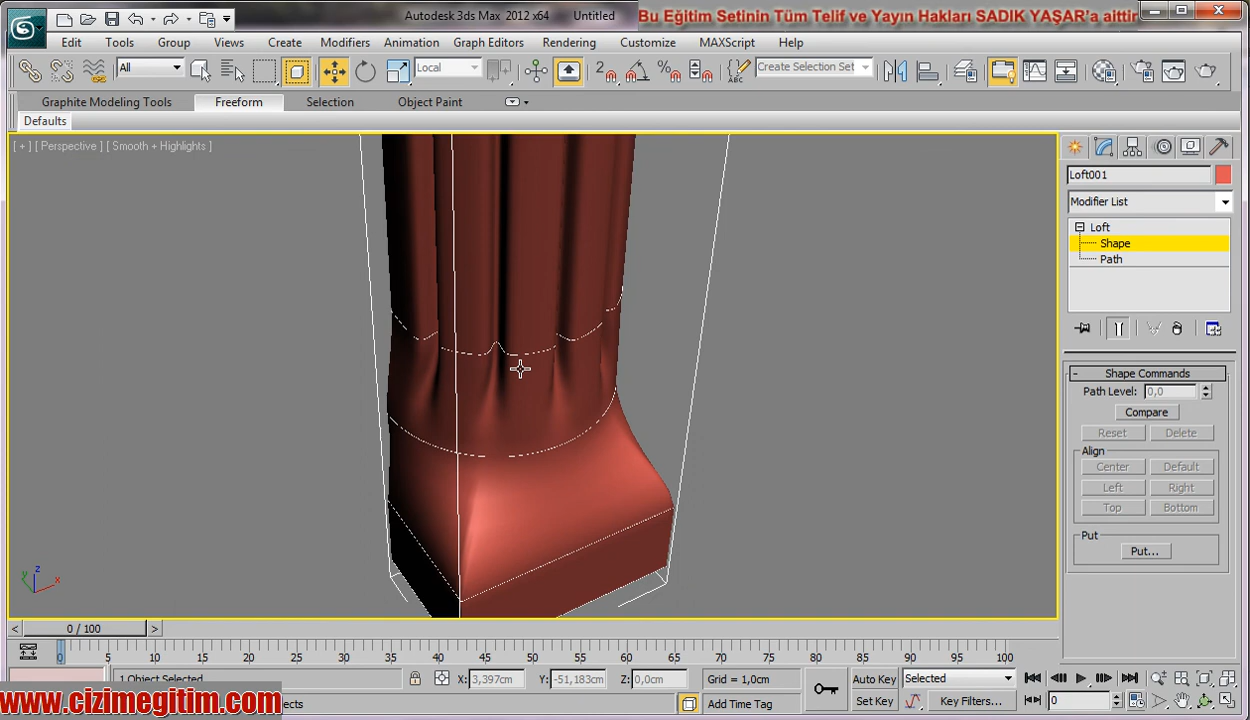 Autodesk 3ds Max 2012 x64 Untitled
Bu Eğitim Setinin Tüm Telif ve Yayın Hakları SADIK YAŞAR'a aittir
Edit Tools Group Views Create Modifiers Animation Graph Editors Rendering Customize MAXScript Help
All Local Create Selection Set
Graphite Modeling Tools Freeform Selection Object Paint
Defaults
[ + ] [ Perspective ] [ Smooth + Highlights ]
Loft001
Modifier List
Loft
Shape
Path
- Shape Commands
Path Level: 0,0
Compare
Reset Delete
Align
Center Default
Left Right
Top Bottom
Put
Put...
z
y
x
< 0 / 100 >
0 5 10 15 20 25 30 35 40 45 50 55 60 65 70 75 80 85 90 95 100
1 Object Selected X: 3,397cm Y: -51,183cm Z: 0,0cm Grid = 1,0cm Auto Key Selected
www.cizimegitim.com ects Add Time Tag Set Key Key Filters... 0